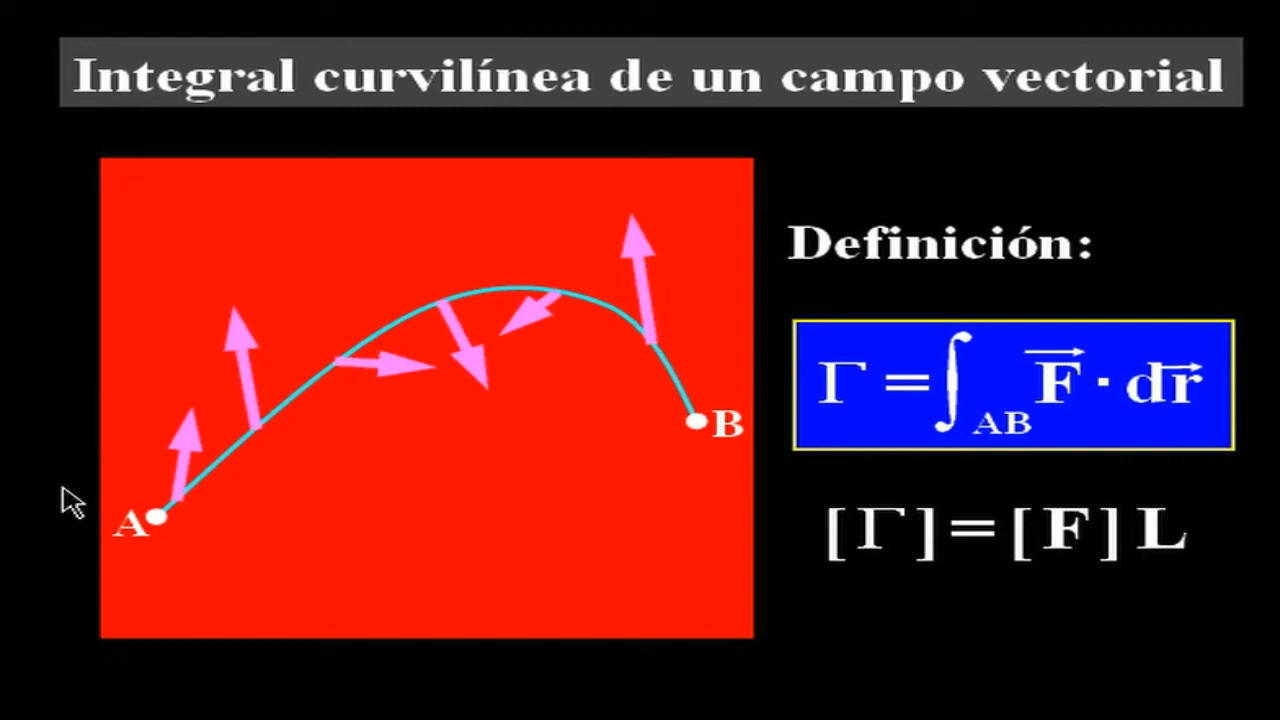 Integral curvilínea de un campo vectorial
Definición:
Γ = ∫AB F⃗ · dr⃗
[Γ] = [F] L
A
B